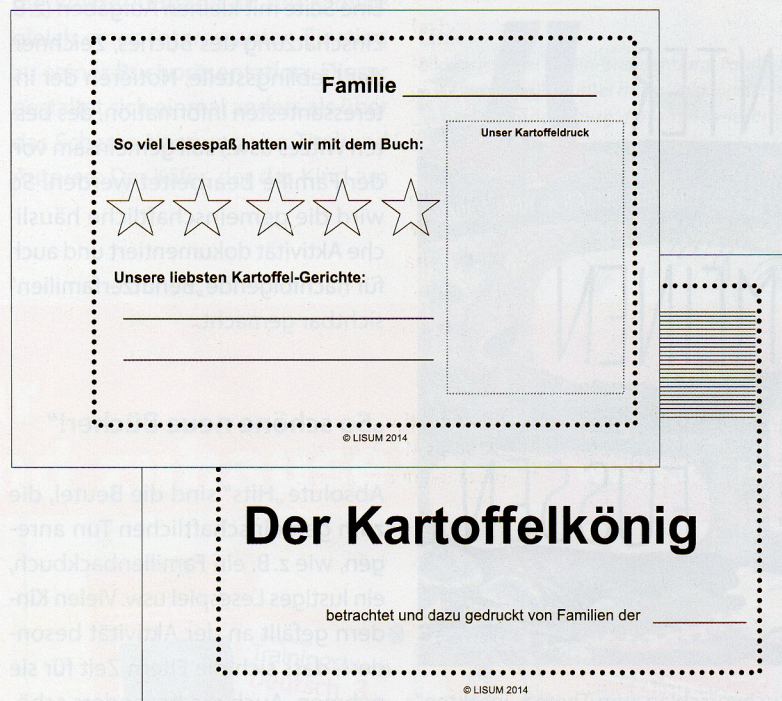 Familie
Unser Kartoffeldruck
So viel Lesespaß hatten wir mit dem Buch:
Unsere liebsten Kartoffel-Gerichte:
© LISUM 2014
Der Kartoffelkönig
betrachtet und dazu gedruckt von Familien der
© LISUM 2014